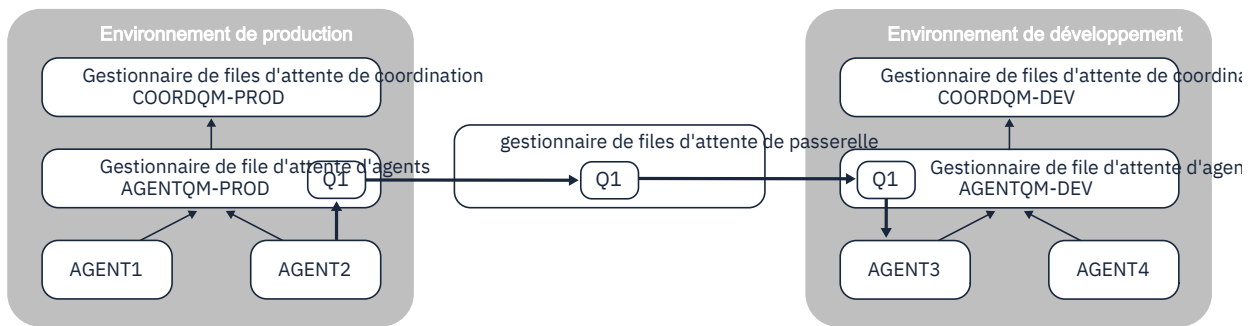 Environnement de production
Gestionnaire de files d'attente de coordination
COORDQM-PROD
Gestionnaire de file d'attente d'agents
AGENTQM-PROD
Q1
AGENT1
AGENT2
gestionnaire de files d'attente de passerelle
Q1
Environnement de développement
Gestionnaire de files d'attente de
COORDQM-DEV
Q1
Gestionnaire de file d'attente
AGENTQM-DEV
AGENT3
AGENT4